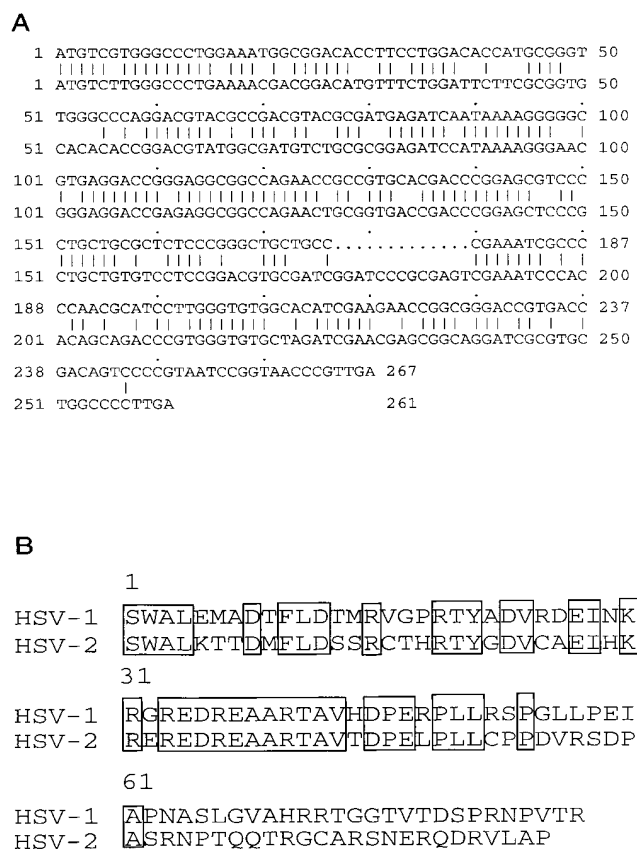 A
1 ATGTCGTGGGCCCTGGAAATGGCGGACACCTTCCTGGACACCATGCGGGT 50
1 ATGTCTTGGGCCCTGAAAACGACGGACATGTTTCTGGATTCTTCGCGGTG 50
51 TGGGCCCAGGACGTACGCCGACGTACGCGATGAGATCAATAAAAGGGGGC 100
51 CACACACCGGACGTATGGCGATGTCTGCGCGGAGATCCATAAAAGGGAAC 100
101 GTGAGGACCGGGAGGCGGCCAGAACCGCCGTGCACGACCCGGAGCGTCCC 150
101 GGGAGGACCGAGAGGCGGCCAGAACTGCGGTGACCGACCCGGAGCTCCCG 150
151 CTGCTGCGCTCTCCCGGGCTGCTGCC.............CGAAATCGCCC 187
151 CTGCTGTGTCCTCCGGACGTGCGATCGGATCCCGCGAGTCGAAATCCCAC 200
188 CCAACGCATCCTTGGGTGTGGCACATCGAAGAACCGGCGGGACCGTGACC 237
201 ACAGCAGACCCGTGGGTGTGCTAGATCGAACGAGCGGCAGGATCGCGTGC 250
238 GACAGTCCCCGTAATCCGGTAACCCGTTGA 267
251 TGGCCCCTTGA 261
B
1
HSV-1 SWALEMADTFLDTMRVGPRTYADVRDEINK
HSV-2 SWALKTTDMFLDSSRCTHRTYGDVCAEIHK
31
HSV-1 RGREDREAARTAVHDPERPLLRSPGLLPEI
HSV-2 REREDREAARTAVTDPELPLLCPPDVRSDP
61
HSV-1 APNASLGVAHRRTGGTVTDSPRNPVTR
HSV-2 ASRNPTQQTRGCARSNERQDRVLAP